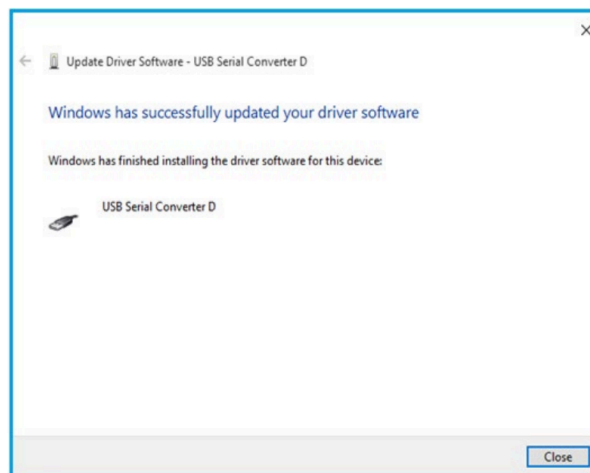 Update Driver Software - USB Serial Converter D
Windows has successfully updated your driver software
Windows has finished installing the driver software for this device:
USB Serial Converter D
Close